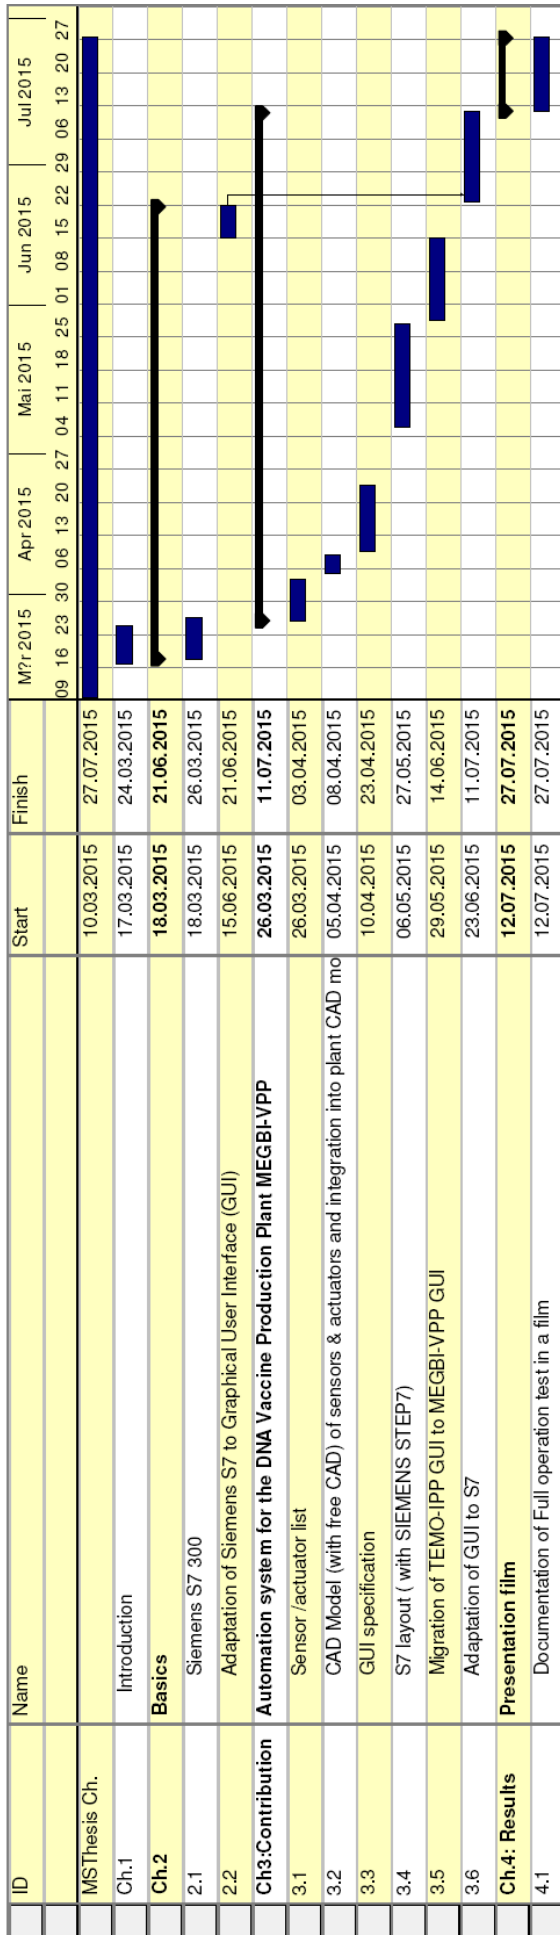 ID Name Start Finish M?r 2015 Apr 2015 Mai 2015 Jun 2015 Jul 2015
09 16 23 30 06 13 20 27 04 11 18 25 01 08 15 22 29 06 13 20 27
MSThesis Ch. 10.03.2015 27.07.2015
Ch.1 Introduction 17.03.2015 24.03.2015
Ch.2 Basics 18.03.2015 21.06.2015
2.1 Siemens S7 300 18.03.2015 26.03.2015
2.2 Adaptation of Siemens S7 to Graphical User Interface (GUI) 15.06.2015 21.06.2015
Ch3:Contribution Automation system for the DNA Vaccine Production Plant MEGBI-VPP 26.03.2015 11.07.2015
3.1 Sensor /actuator list 26.03.2015 03.04.2015
3.2 CAD Model (with free CAD) of sensors & actuators and integration into plant CAD mo 05.04.2015 08.04.2015
3.3 GUI specification 10.04.2015 23.04.2015
3.4 S7 layout ( with SIEMENS STEP7) 06.05.2015 27.05.2015
3.5 Migration of TEMO-IPP GUI to MEGBI-VPP GUI 29.05.2015 14.06.2015
3.6 Adaptation of GUI to S7 23.06.2015 11.07.2015
Ch.4: Results Presentation film 12.07.2015 27.07.2015
4.1 Documentation of Full operation test in a film 12.07.2015 27.07.2015